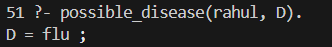 51 ?- possible_disease(rahul, D).
D = flu ;